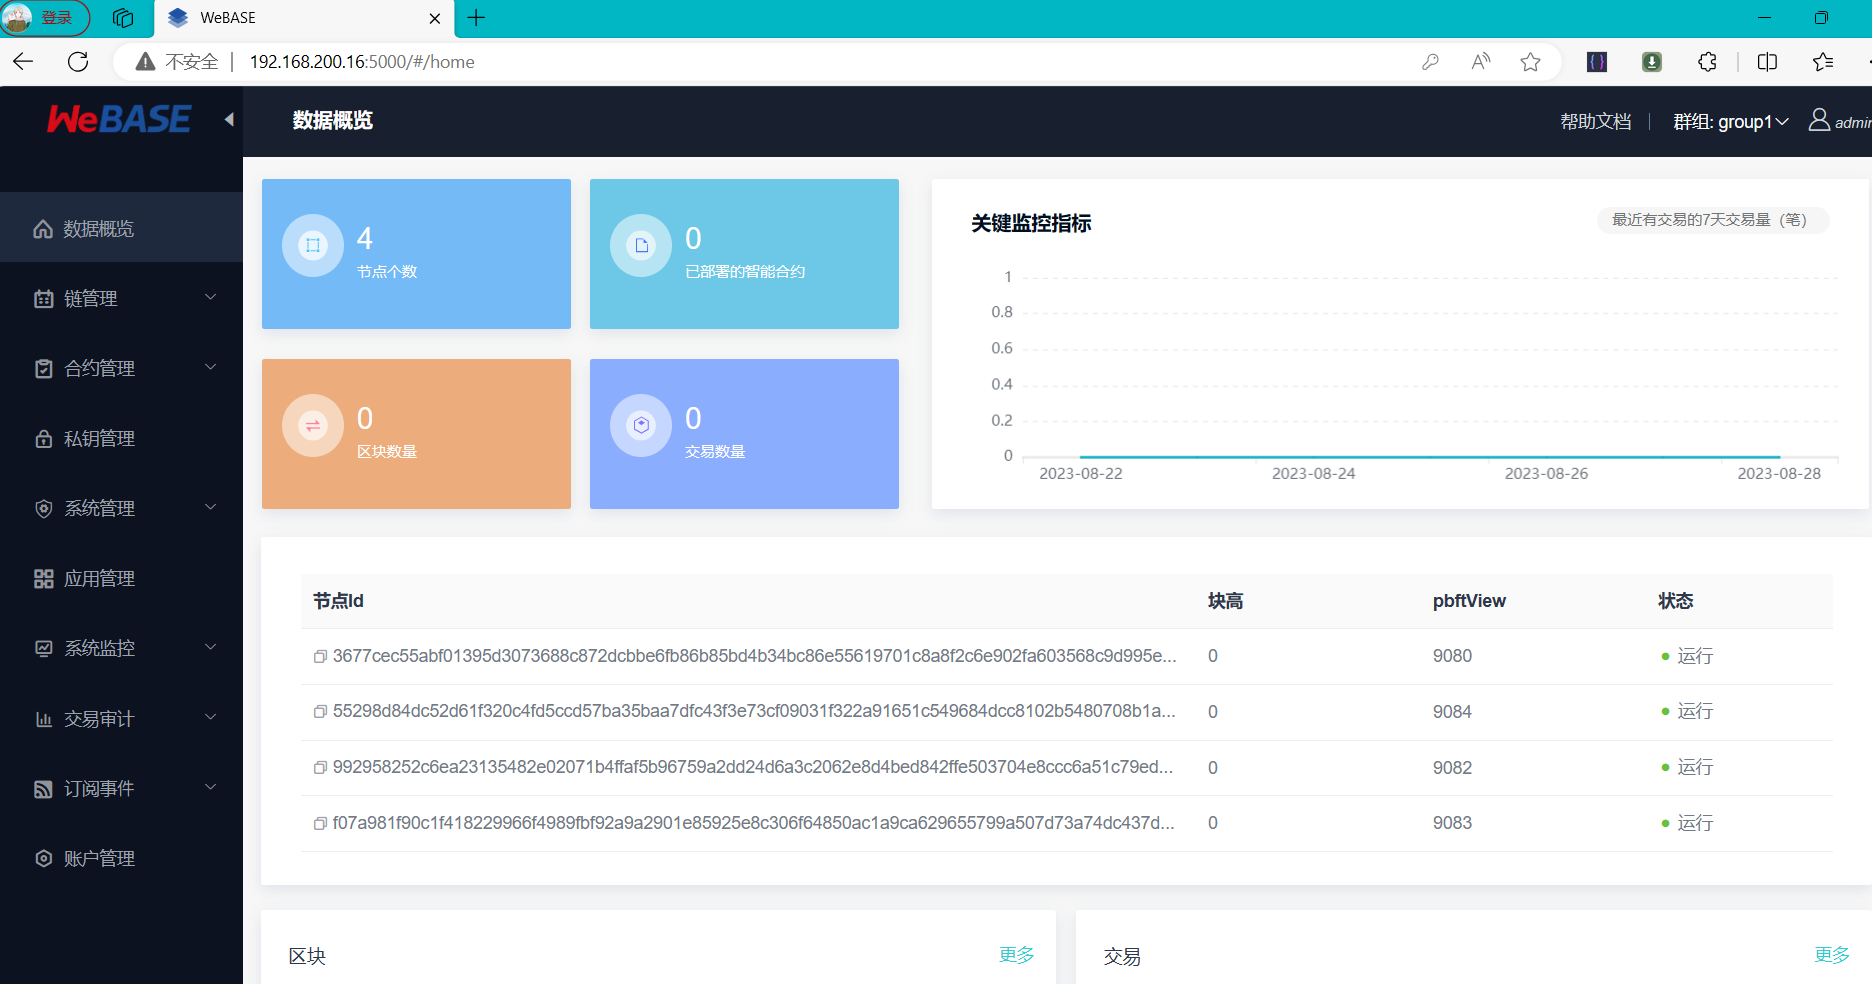 登录
WeBASE
不安全
192.168.200.16:5000/#/home
WeBASE
数据概览
帮助文档
群组: group1
admin
数据概览
链管理
合约管理
私钥管理
系统管理
应用管理
系统监控
交易审计
订阅事件
账户管理
4
节点个数
0
已部署的智能合约
0
区块数量
0
交易数量
关键监控指标
最近有交易的7天交易量（笔）
1
0.8
0.6
0.4
0.2
0
2023-08-22 2023-08-24 2023-08-26 2023-08-28
节点Id 块高 pbftView 状态
3677cec55abf01395d3073688c872dcbbe6fb86b85bd4b34bc86e55619701c8a8f2c6e902fa603568c9d995e... 0 9080 运行
55298d84dc52d61f320c4fd5ccd57ba35baa7dfc43f3e73cf09031f322a91651c549684dcc8102b5480708b1a... 0 9084 运行
992958252c6ea23135482e02071b4ffaf5b96759a2dd24d6a3c2062e8d4bed842ffe503704e8ccc6a51c79ed... 0 9082 运行
f07a981f90c1f418229966f4989fbf92a9a2901e85925e8c306f64850ac1a9ca629655799a507d73a74dc437d... 0 9083 运行
区块 更多
交易 更多